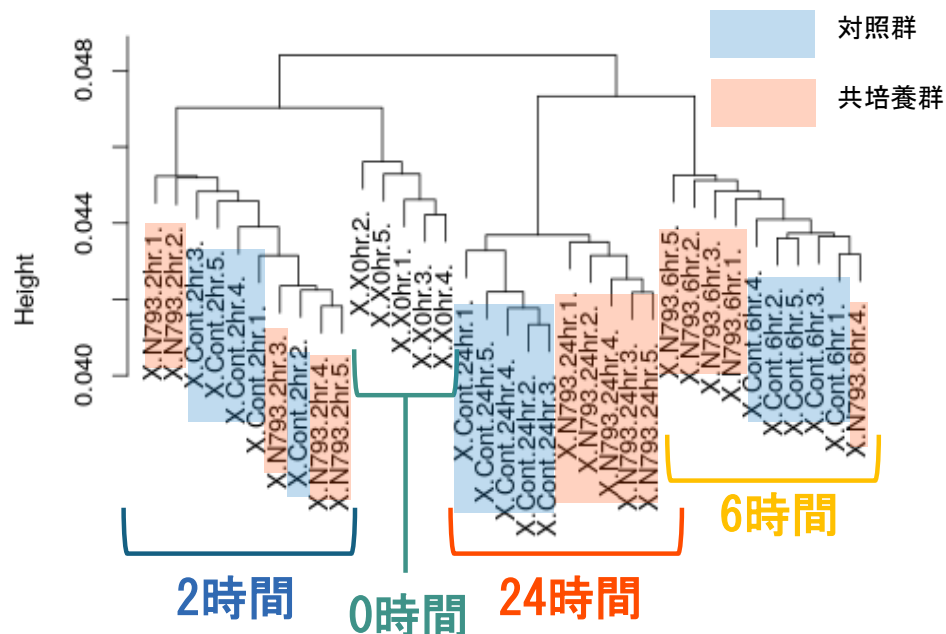 対照群
共培養群
Height
0.048
0.044
0.040
X.N793.2hr.1.
X.N793.2hr.2.
X.Cont.2hr.3.
X.Cont.2hr.5.
X.Cont.2hr.4.
X.Cont.2hr.1.
X.N793.2hr.3.
X.Cont.2hr.2.
X.N793.2hr.4.
X.N793.2hr.5.
X.X0hr.2.
X.X0hr.5.
X.X0hr.1.
X.X0hr.3.
X.X0hr.4.
X.Cont.24hr.1.
X.Cont.24hr.5.
X.Cont.24hr.4.
X.Cont.24hr.2.
X.Cont.24hr.3.
X.N793.24hr.1.
X.N793.24hr.2.
X.N793.24hr.4.
X.N793.24hr.3.
X.N793.24hr.5.
X.N793.6hr.5.
X.N793.6hr.2.
X.N793.6hr.3.
X.N793.6hr.1.
X.Cont.6hr.4.
X.Cont.6hr.2.
X.Cont.6hr.5.
X.Cont.6hr.3.
X.Cont.6hr.1.
X.N793.6hr.4.
2時間
0時間
24時間
6時間